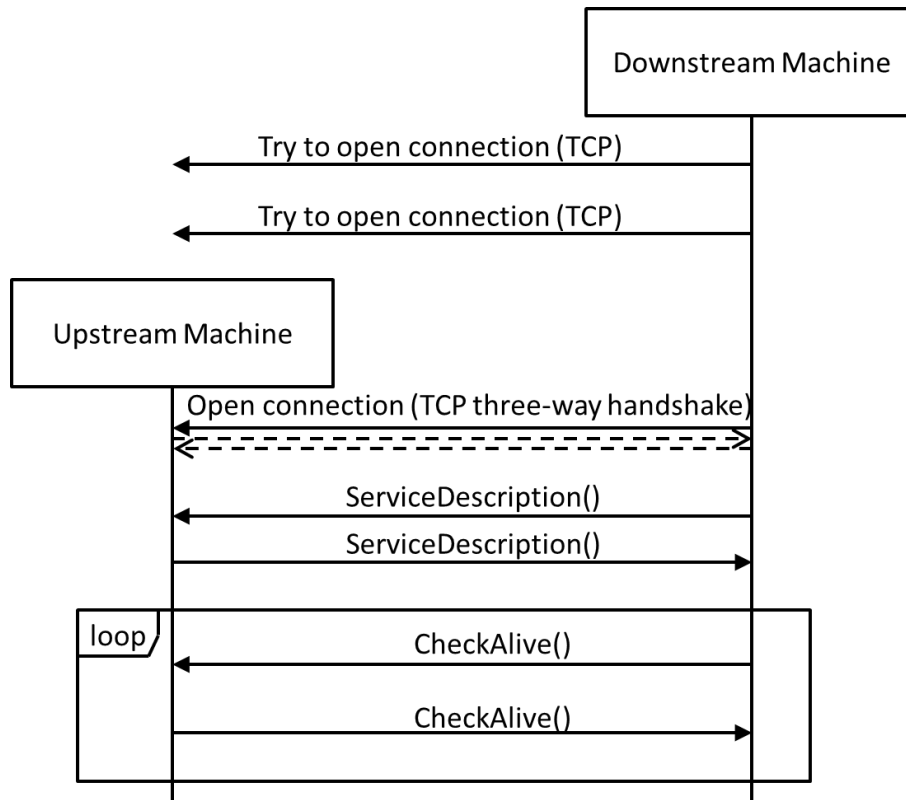 Downstream Machine
Try to open connection (TCP)
Try to open connection (TCP)
Upstream Machine
Open connection (TCP three-way handshake)
ServiceDescription()
ServiceDescription()
loop
CheckAlive()
CheckAlive()